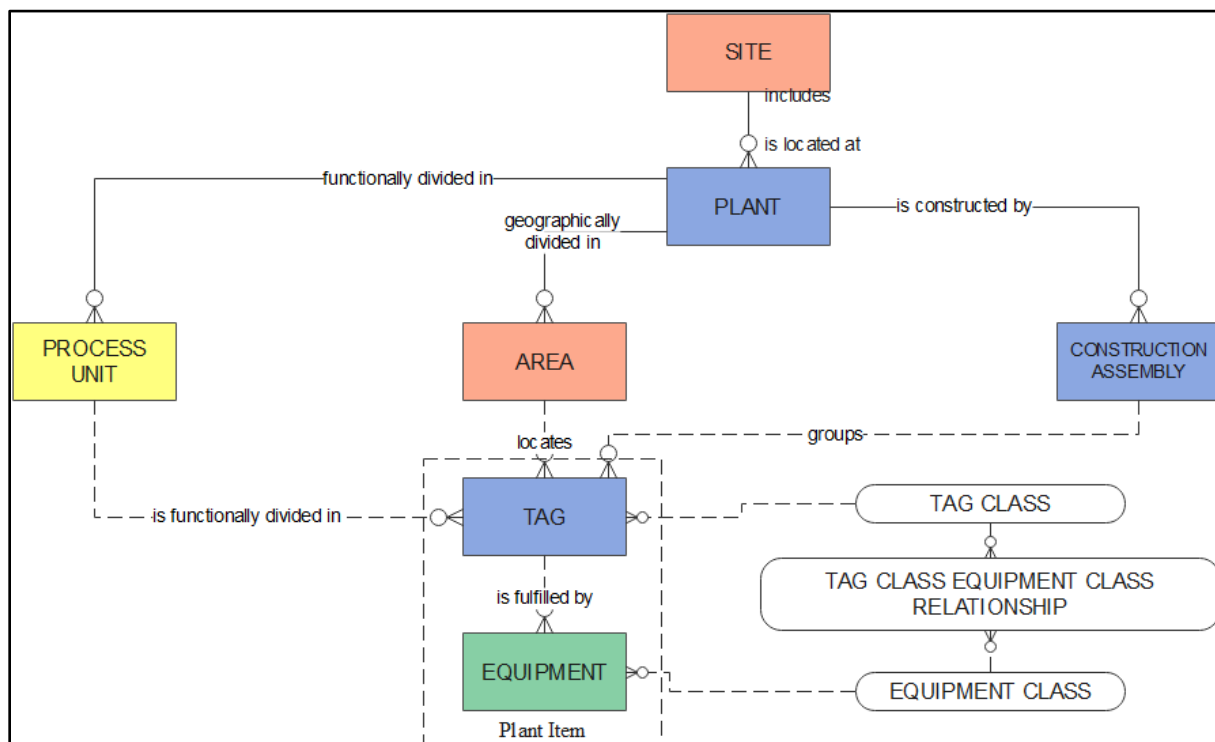 SITE
includes
is located at
functionally divided in
PLANT
is constructed by
geographically
divided in
PROCESS
UNIT
AREA
CONSTRUCTION
ASSEMBLY
locates
groups
is functionally divided in
TAG
TAG CLASS
is fulfilled by
TAG CLASS EQUIPMENT CLASS
RELATIONSHIP
EQUIPMENT
EQUIPMENT CLASS
Plant Item